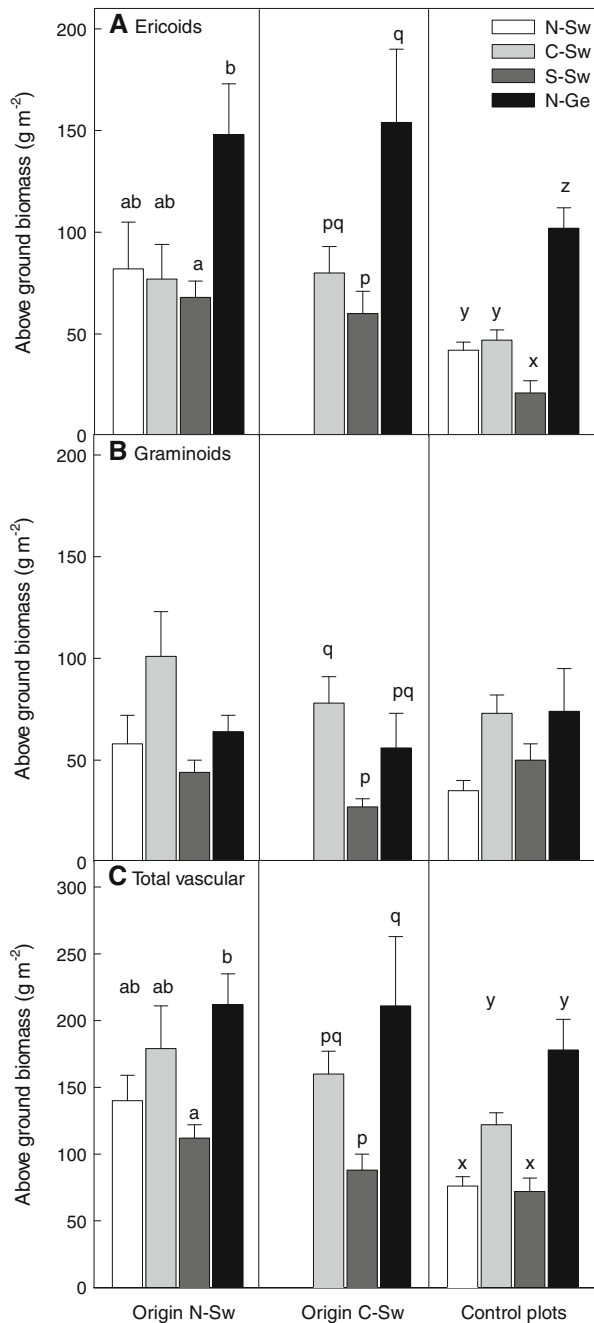 A Ericoids
N-Sw
C-Sw
S-Sw
N-Ge
Above ground biomass (g m-2)
200
150
100
50
0
ab ab a b
pq p q
y y x z
B Graminoids
Above ground biomass (g m-2)
200
150
100
50
0
q p pq
C Total vascular
Above ground biomass (g m-2)
300
250
200
150
100
50
0
ab ab a b
pq p q
x y x y
Origin N-Sw Origin C-Sw Control plots